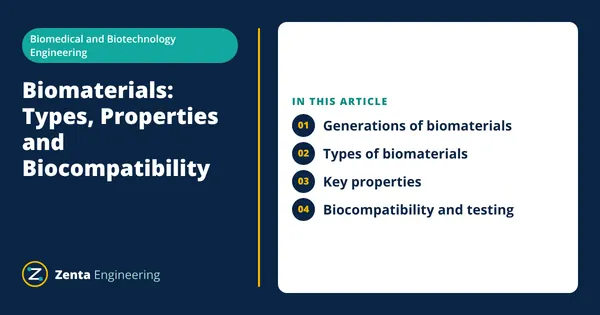 Biomedical and Biotechnology
Engineering
Biomaterials:
Types, Properties
and
Biocompatibility
Zenta Engineering
IN THIS ARTICLE
01 Generations of biomaterials
02 Types of biomaterials
03 Key properties
04 Biocompatibility and testing